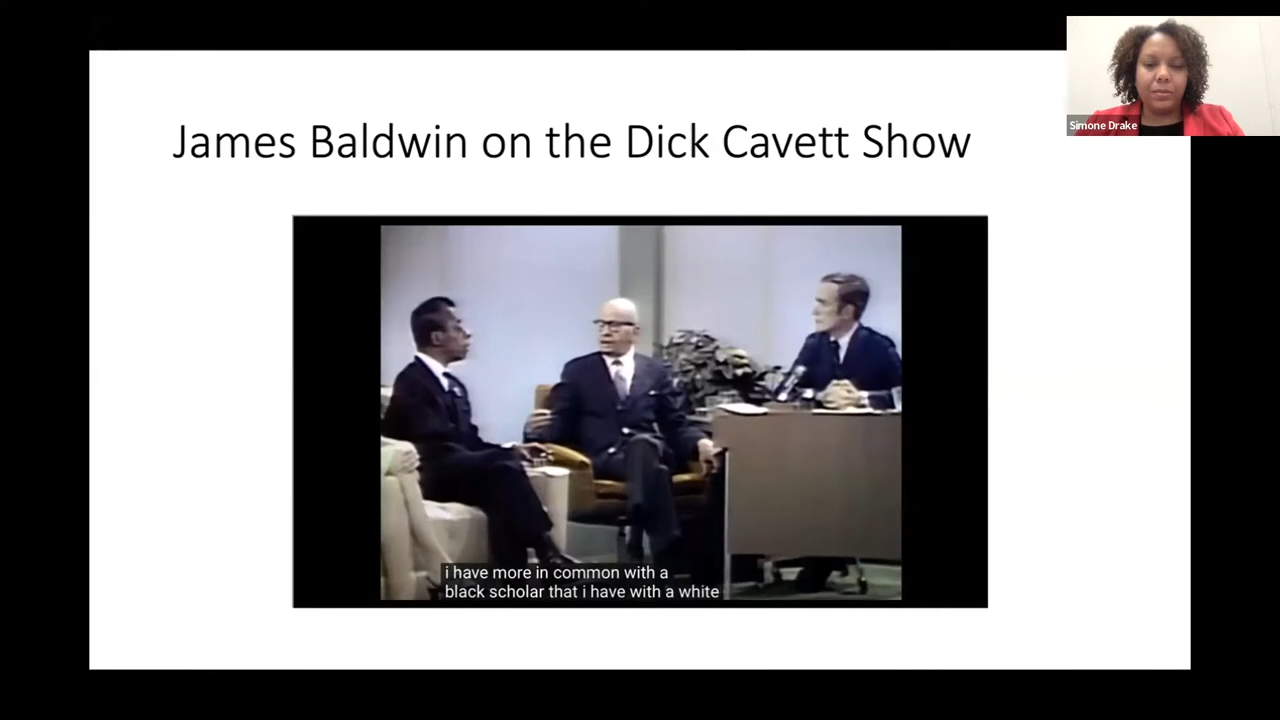 James Baldwin on the Dick Cavett Show
Simone Drake
i have more in common with a
black scholar that i have with a white